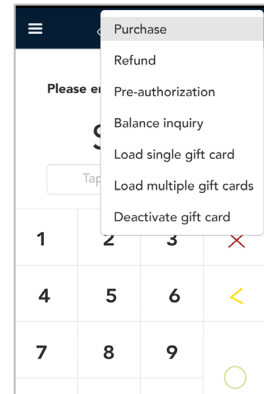 Purchase
Refund
Please
Pre-authorization
Balance inquiry
Load single gift card
Load multiple gift cards
Deactivate gift card
1 2 3
4 5 6
7 8 9